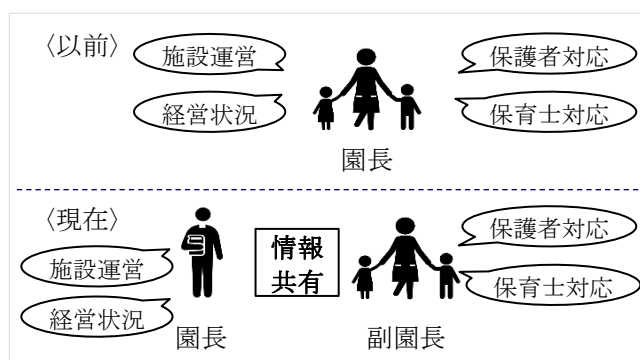 〈以前〉
施設運営
保護者対応
経営状況
保育士対応
園長
〈現在〉
保護者対応
施設運営
情報
共有
保育士対応
経営状況
園長
副園長